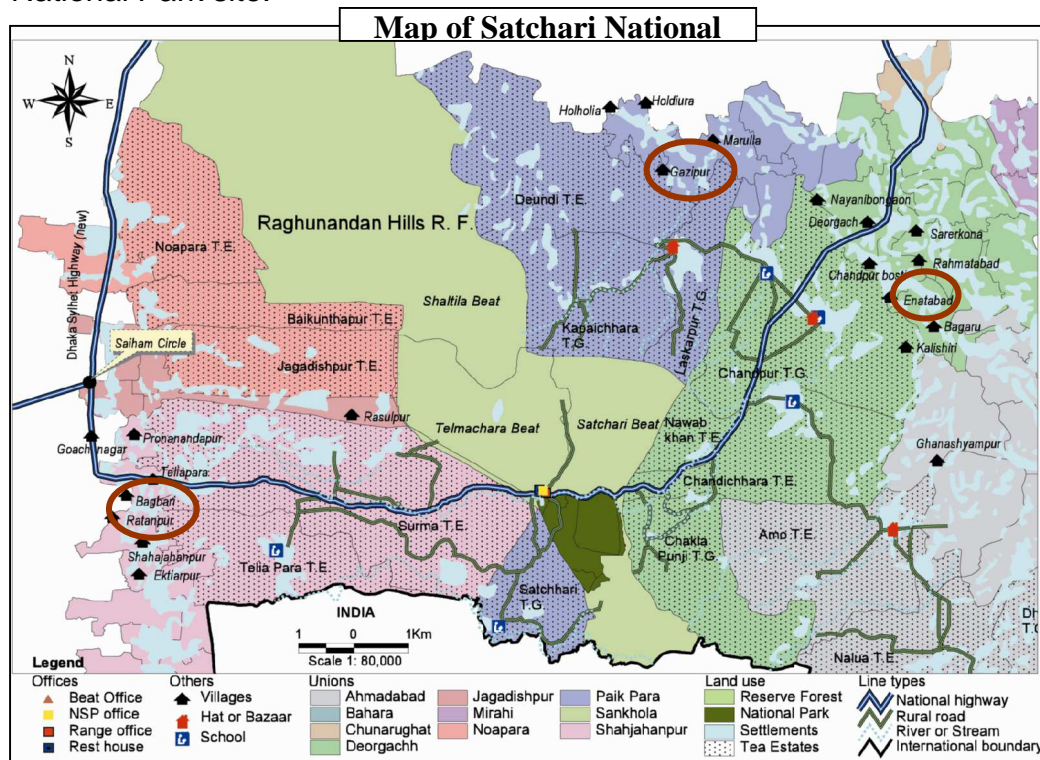 National Park site.
Map of Satchari National
N
W E
S
Holholia
Holdiura
Marulla
Gazipur
Deundi T.E.
Nayanibongaon
Deorgach
Sarerkona
Raghunandan Hills R. F.
Noapara T.E.
Dhaka Sylhet Highway (new)
Chandpur bosti
Rahmatabad
Enatabad
Shaltila Beat
Baikunthapur T.E.
Kapaichhara
T.G.
Laskarpur T.G.
Bagaru
Kalishiri
Saiham Circle
Jagadishpur T.E.
Chandpur T.G.
Rasulpur
Telmachara Beat
Satchari Beat
Nawab
khan T.E.
Goachnagar
Pronanandapur
Ghanashyampur
Teliapara
Chandichhara T.E.
Bagbari
Ratanpur
Surma T.E.
Amo T.E.
Chakla
Punji T.G.
Shahajahanpur
Telia Para T.E.
Ektiarpur
Satchhari
T.G.
INDIA
Nalua T.E.
Dh
T.G
1 0 1Km
Scale 1: 80,000
Legend
Offices
Beat Office
NSP office
Range office
Rest house
Others
Villages
Hat or Bazaar
School
Unions
Ahmadabad
Bahara
Chunarughat
Deorgachh
Jagadishpur
Mirahi
Noapara
Paik Para
Sankhola
Shahjahanpur
Land use
Reserve Forest
National Park
Settlements
Tea Estates
Line types
National highway
Rural road
River or Stream
International boundary